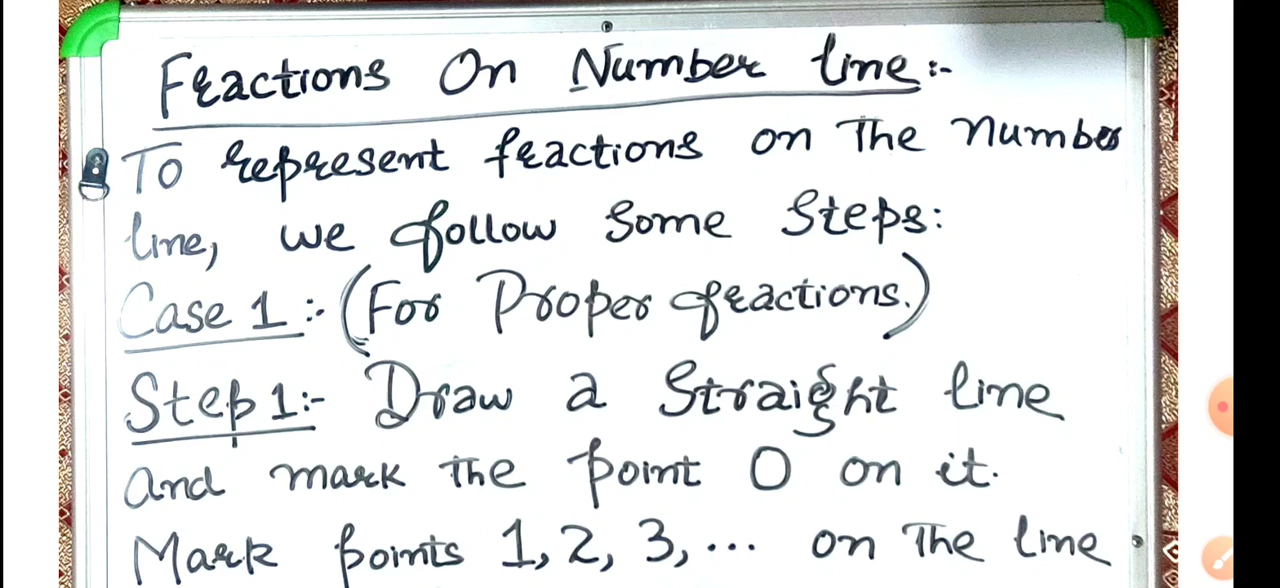 Fractions On Number line:-
To represent fractions on The number
line, we follow Some Steps:
Case 1:- (For Proper fractions.)
Step 1:- Draw a Straight line
and mark The point O on it.
Mark points 1, 2, 3, ... on The line